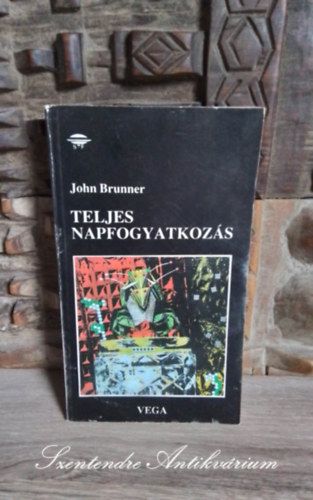 John Brunner
TELJES
NAPFOGYATKOZÁS
VEGA
Szentendre Antikvárium